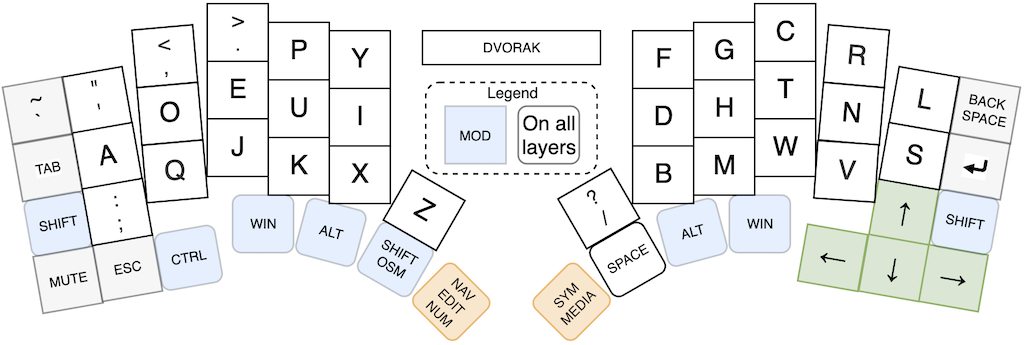 DVORAK
Legend
MOD
On all
layers
~
`
"
'
<
,
>
.
P
Y
TAB
A
O
E
U
I
SHIFT
:
;
Q
J
K
X
MUTE
ESC
CTRL
WIN
ALT
Z
SHIFT
OSM
NAV
EDIT
NUM
F
G
C
R
L
BACK
SPACE
D
H
T
N
S
↵
B
M
W
V
↑
SHIFT
?
/
SPACE
ALT
WIN
←
↓
→
SYM
MEDIA